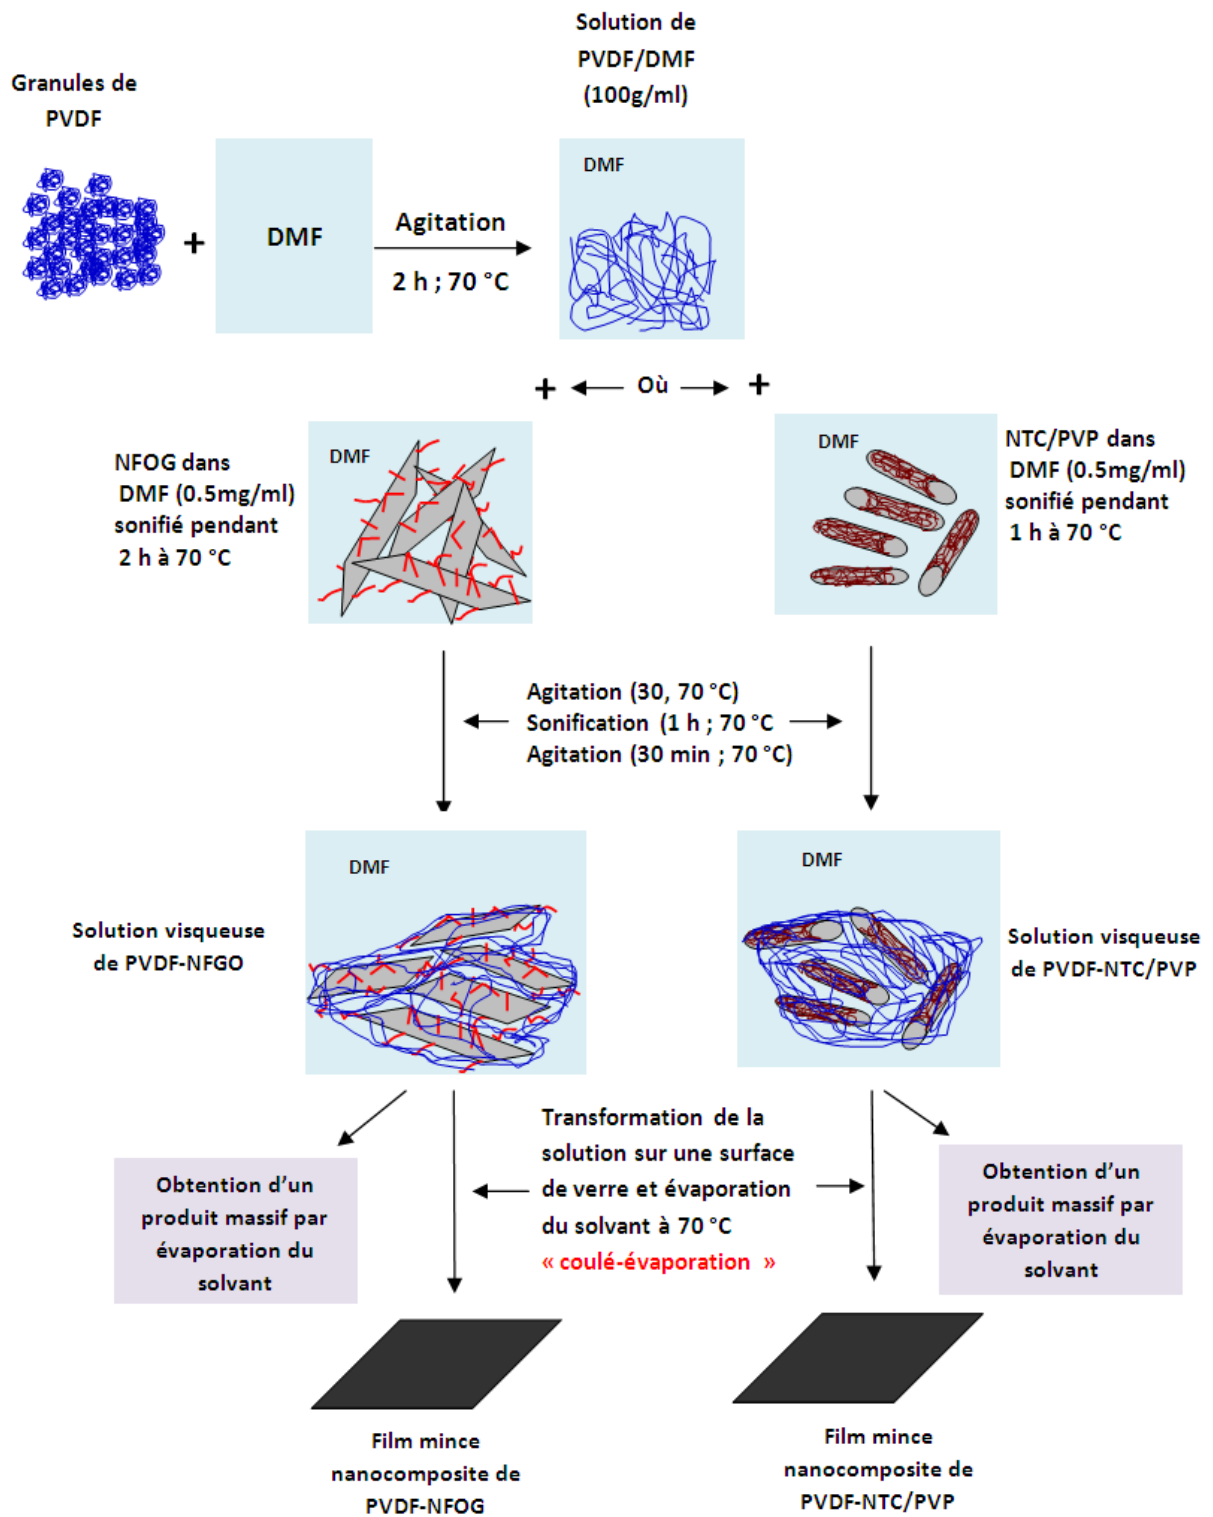 Granules de
PVDF
+
DMF
Agitation
2 h ; 70 °C
Solution de
PVDF/DMF
(100g/ml)
DMF
+
Où
+
NFOG dans
DMF (0.5mg/ml)
sonifié pendant
2 h à 70 °C
DMF
DMF
NTC/PVP dans
DMF (0.5mg/ml)
sonifié pendant
1 h à 70 °C
Agitation (30, 70 °C)
Sonification (1 h ; 70 °C
Agitation (30 min ; 70 °C)
Solution visqueuse
de PVDF-NFGO
DMF
DMF
Solution visqueuse
de PVDF-NTC/PVP
Obtention d’un
produit massif par
évaporation du
solvant
Transformation de la
solution sur une surface
de verre et évaporation
du solvant à 70 °C
« coulé-évaporation »
Obtention d’un
produit massif par
évaporation du
solvant
Film mince
nanocomposite de
PVDF-NFOG
Film mince
nanocomposite de
PVDF-NTC/PVP